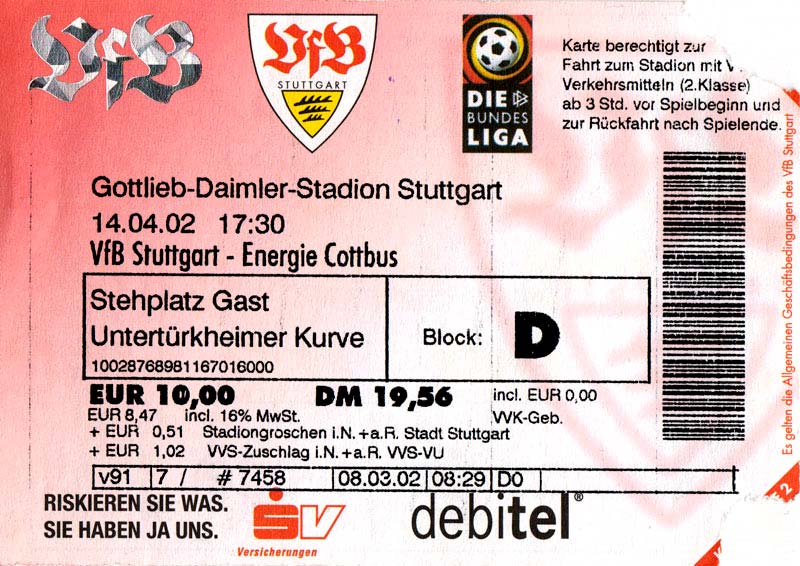 VfB
VfB
STUTTGART
DIE
BUNDES
LIGA
Karte berechtigt zur
Fahrt zum Stadion mit
Verkehrsmitteln (2.Klasse)
ab 3 Std. vor Spielbeginn und
zur Rückfahrt nach Spielende.
Gottlieb-Daimler-Stadion Stuttgart
14.04.02 17:30
VfB Stuttgart - Energie Cottbus
Stehplatz Gast
Untertürkheimer Kurve
10028768981167016000
Block: D
EUR 10,00 DM 19,56 incl. EUR 0,00
EUR 8,47 incl. 16% MwSt. VVK-Geb.
+ EUR 0,51 Stadiongroschen i.N.+a.R. Stadt Stuttgart
+ EUR 1,02 VVS-Zuschlag i.N.+a.R. VVS-VU
v91 7 / # 7458 08.03.02 08:29 DO
RISKIEREN SIE WAS.
SIE HABEN JA UNS.
SV
Versicherungen
debitel®
Es gelten die Allgemeinen Geschäftsbedingungen des VfB Stuttgart